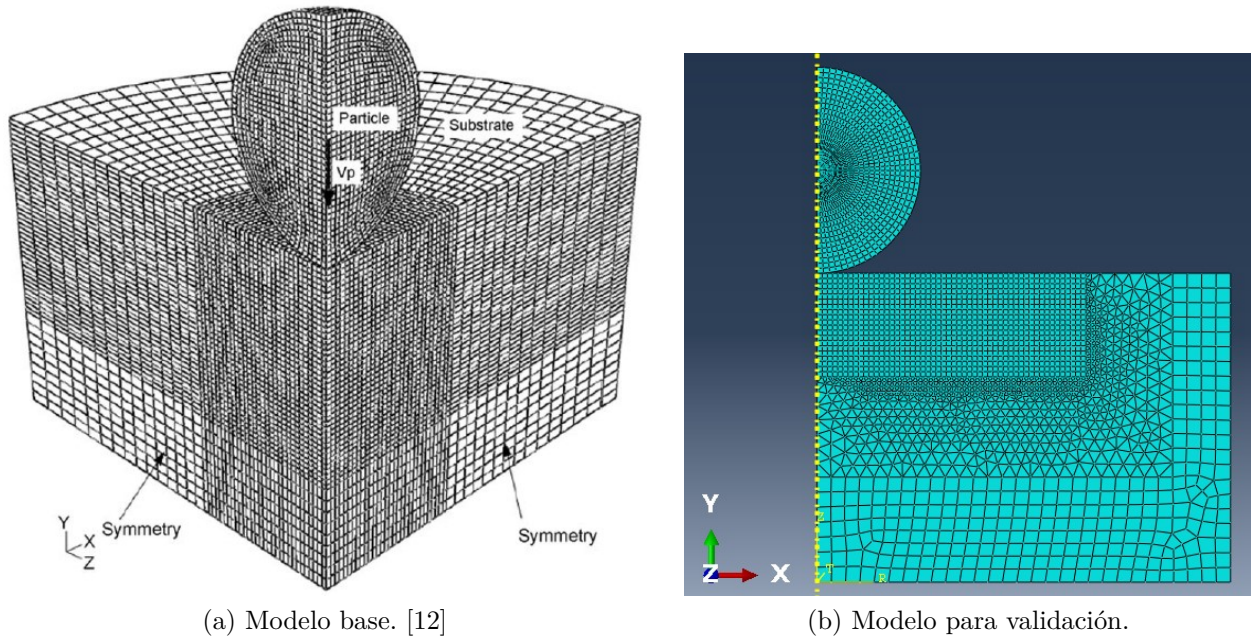 Particle
Substrate
Vp
Symmetry
Symmetry
Y
X
Z
Y
Z
X
T
R
(a) Modelo base. [12]
(b) Modelo para validación.